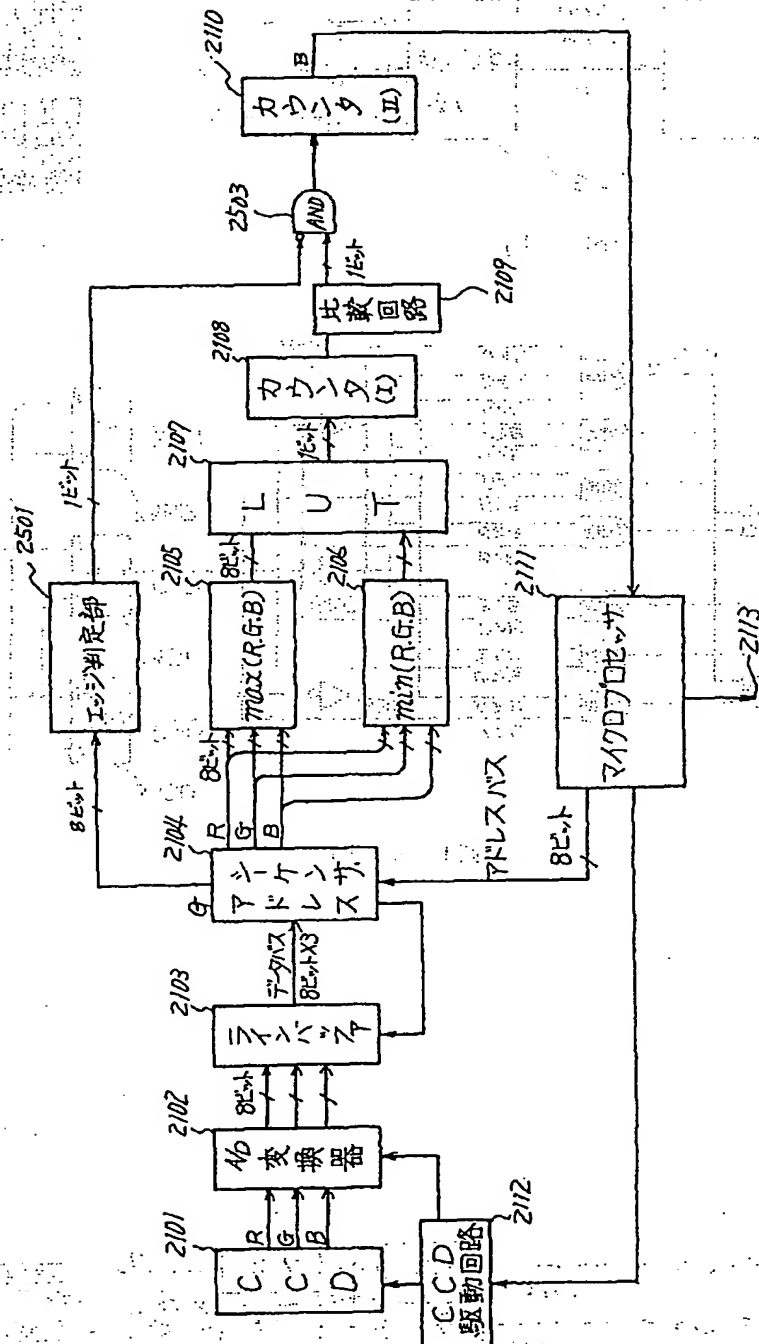 2101
CCD
R
G
B
2102
A/D
変換器
8ビット
2103
ラインバッファ
データバス
8ビット×3
2104
アドレス
シーケンサ
G
R
G
B
8ビット
2501
エッジ判定部
1ビット
8ビット
2105
max(R.G.B)
2106
min(R.G.B)
8ビット
2107
LUT
1ビット
2108
カウンタ
(I)
2109
比較回路
1ビット
2503
AND
2110
カウンタ
(II)
B
2111
マイクロプロセッサ
アドレスバス
8ビット
2112
CCD
駆動回路
2113